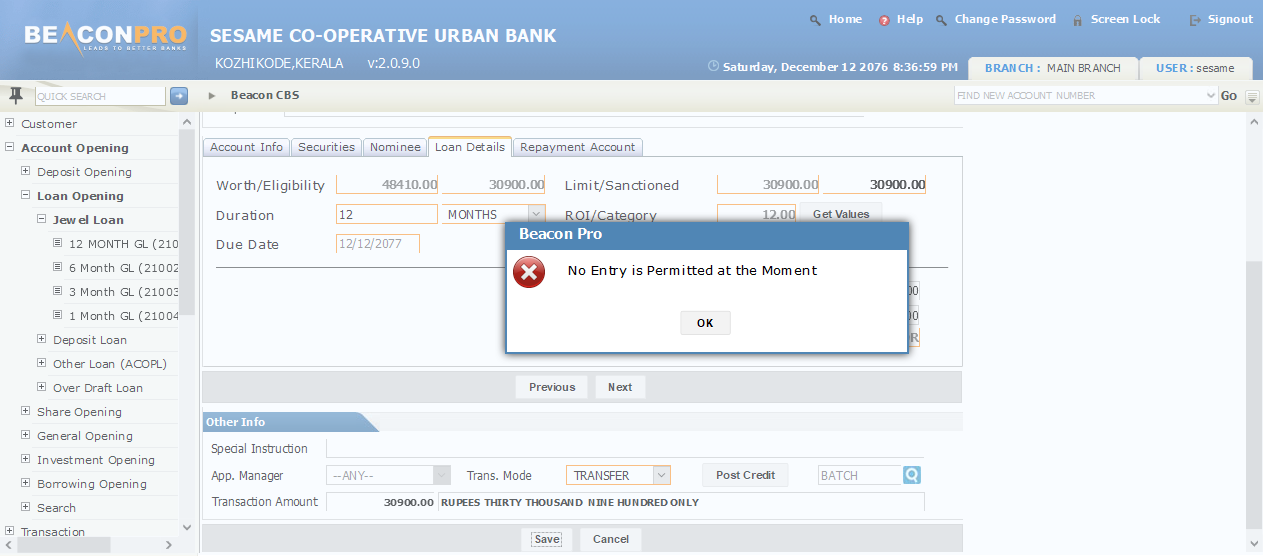 Home Help Change Password Screen Lock Signout
BEACONPRO
LEADS TO BETTER BANKS
SESAME CO-OPERATIVE URBAN BANK
KOZHIKODE,KERALA v:2.0.9.0
Saturday, December 12 2076 8:36:59 PM BRANCH : MAIN BRANCH USER : sesame
QUICK SEARCH Beacon CBS FIND NEW ACCOUNT NUMBER Go
Customer
Account Opening
Deposit Opening
Loan Opening
Jewel Loan
12 MONTH GL (210
6 Month GL (21002
3 Month GL (21003
1 Month GL (21004
Deposit Loan
Other Loan (ACOPL)
Over Draft Loan
Share Opening
General Opening
Investment Opening
Borrowing Opening
Search
Transaction
Account Info Securities Nominee Loan Details Repayment Account
Worth/Eligibility 48410.00 30900.00 Limit/Sanctioned 30900.00 30900.00
Duration 12 MONTHS ROI/Category 12.00 Get Values
Due Date 12/12/2077
Beacon Pro
No Entry is Permitted at the Moment
OK
00
00
R
Previous Next
Other Info
Special Instruction
App. Manager --ANY-- Trans. Mode TRANSFER Post Credit BATCH
Transaction Amount 30900.00 RUPEES THIRTY THOUSAND NINE HUNDRED ONLY
Save Cancel